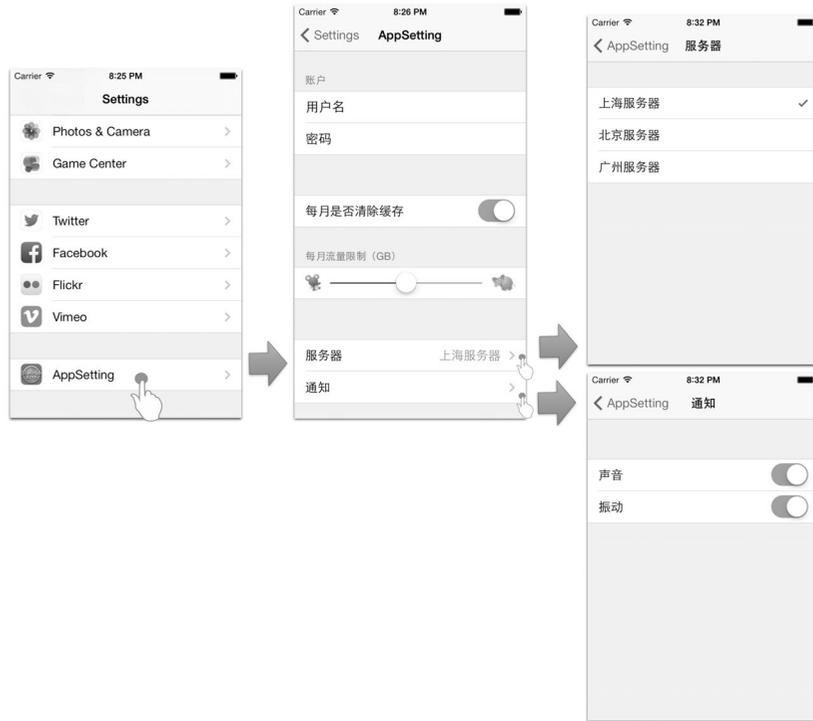 Carrier 8:25 PM
Settings
Photos & Camera
Game Center
Twitter
Facebook
Flickr
Vimeo
AppSetting
Carrier 8:26 PM
Settings AppSetting
账户
用户名
密码
每月是否清除缓存
每月流量限制（GB）
服务器 上海服务器
通知
Carrier 8:32 PM
AppSetting 服务器
上海服务器
北京服务器
广州服务器
Carrier 8:32 PM
AppSetting 通知
声音
振动